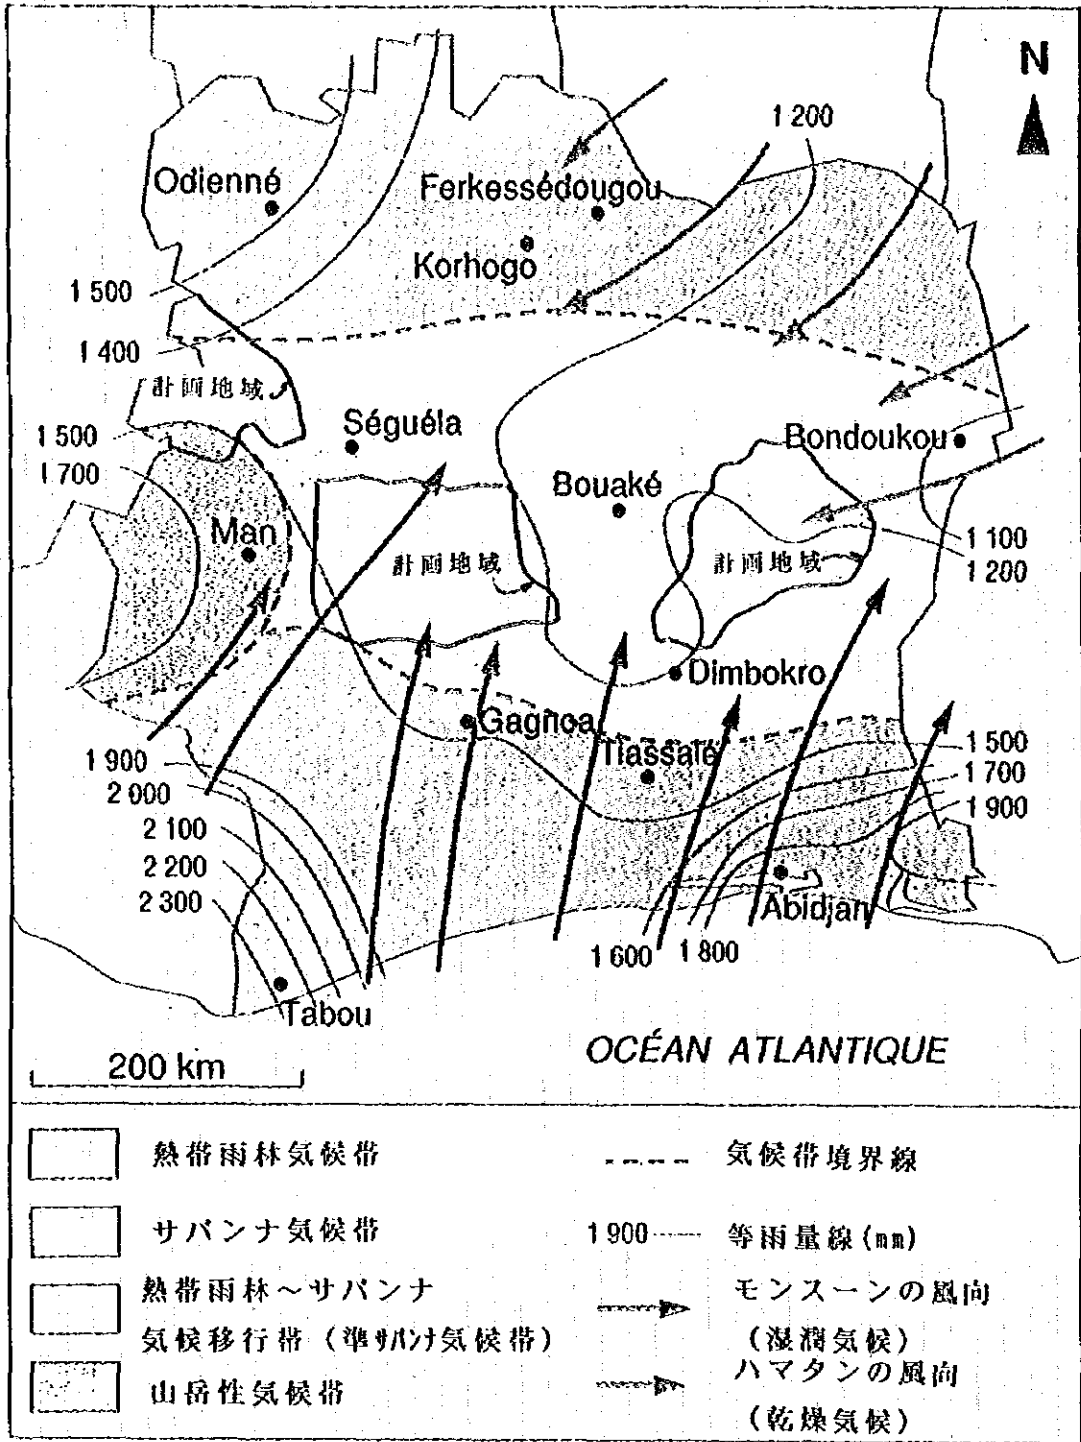 N
1 200
Odienné
Ferkessédougou
Korhogo
1 500
1 400
計画地域
1 500
1 700
Séguéla
Bondoukou
Bouaké
Man
計画地域
計画地域
1 100
1 200
Dimbokro
Gagnoa
Tiassalé
1 900
2 000
2 100
2 200
2 300
1 500
1 700
1 900
Abidjan
1 600
1 800
Tabou
200 km
OCÉAN ATLANTIQUE
熱帯雨林気候帯
サバンナ気候帯
熱帯雨林～サバンナ
気候移行帯 (準サバンナ気候帯)
山岳性気候帯
気候帯境界線
1 900 等雨量線(mm)
モンスーンの風向
(湿潤気候)
ハマタンの風向
(乾燥気候)